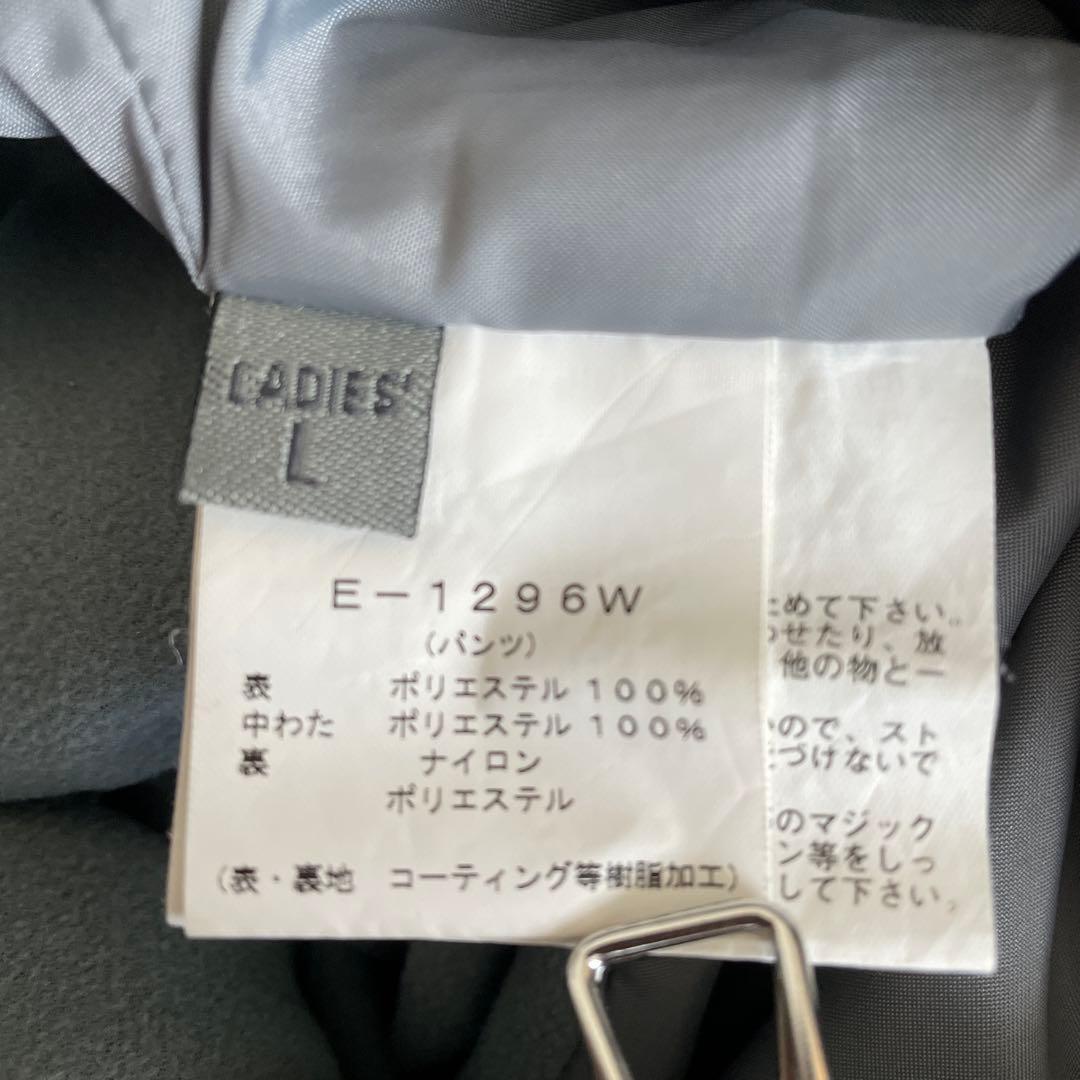 LADIES'
L
E－1296W
（パンツ）
表 ポリエステル 100％
中わた ポリエステル 100％
裏 ナイロン
ポリエステル
（表・裏地 コーティング等樹脂加工）
めて下さい。
せたり、放
他の物と一
ので、スト
づけないで
のマジック
ン等をしっ
して下さい。